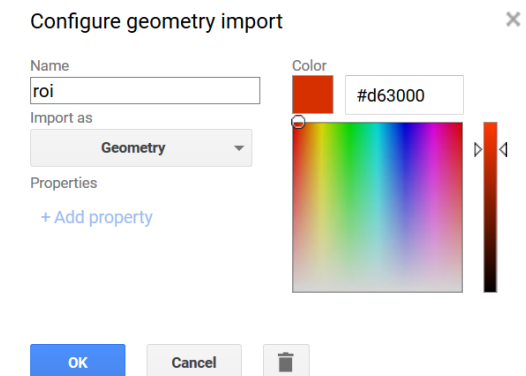 Configure geometry import
Name
Color
roi
#d63000
Import as
Geometry
Properties
+ Add property
OK
Cancel